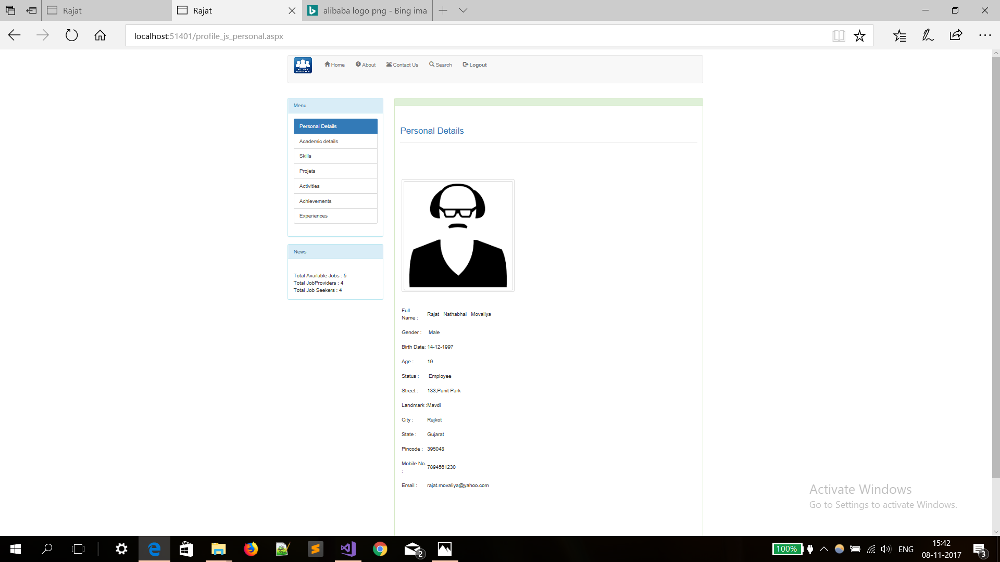 Rajat
Rajat
alibaba logo png - Bing ima
localhost:51401/profile_js_personal.aspx
Home
About
Contact Us
Search
Logout
Menu
Personal Details
Academic details
Skills
Projets
Activities
Achievements
Experiences
News
Total Available Jobs : 5
Total JobProviders : 4
Total Job Seekers : 4
Personal Details
Full
Name : Rajat Nathabhai Movaliya
Gender : Male
Birth Date: 14-12-1997
Age : 19
Status : Employee
Street : 133,Punit Park
Landmark :Mavdi
City : Rajkot
State : Gujarat
Pincode : 395048
Mobile No.
: 7894561230
Email : rajat.movaliya@yahoo.com
Activate Windows
Go to Settings to activate Windows.
2
100%
ENG
15:42
08-11-2017
3